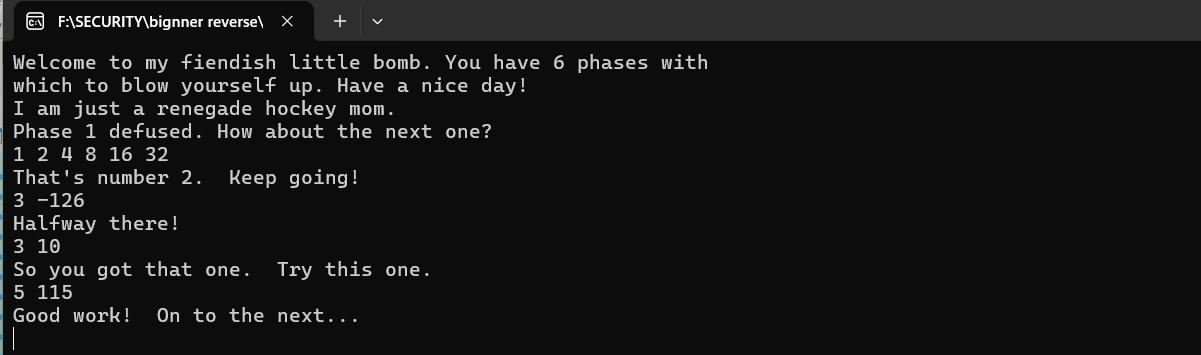 F:\SECURITY\bignner reverse\
Welcome to my fiendish little bomb. You have 6 phases with
which to blow yourself up. Have a nice day!
I am just a renegade hockey mom.
Phase 1 defused. How about the next one?
1 2 4 8 16 32
That's number 2.  Keep going!
3 -126
Halfway there!
3 10
So you got that one.  Try this one.
5 115
Good work!  On to the next...